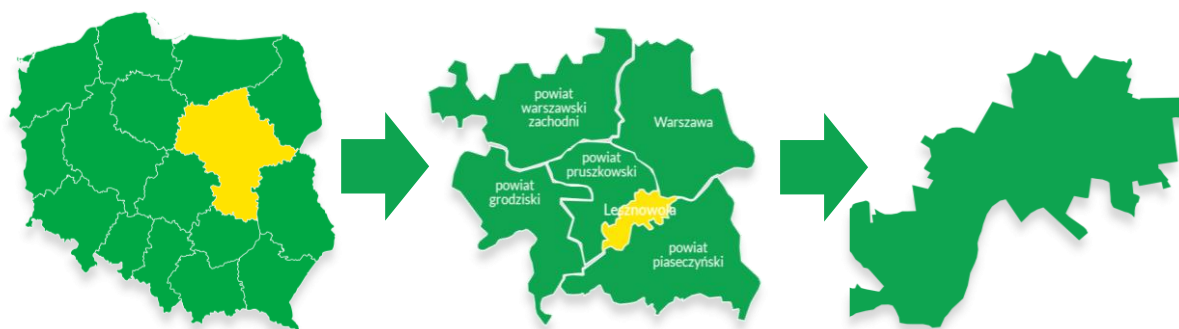 powiat
warszawski
zachodni
Warszawa
powiat
pruszkowski
powiat
grodziski
Lesznowola
powiat
piaseczyński